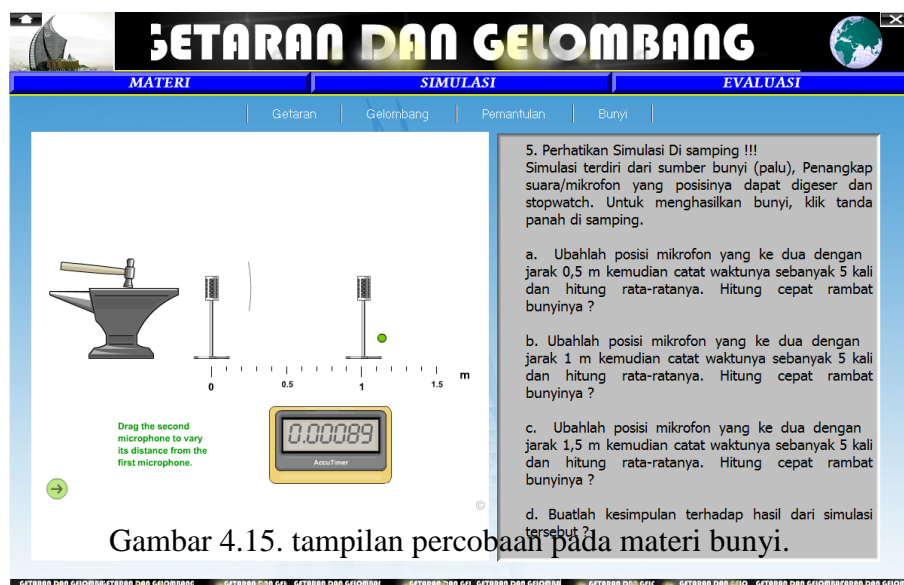 GETARAN DAN GELOMBANG
MATERI SIMULASI EVALUASI
Getaran Gelombang Pemantulan Bunyi
5. Perhatikan Simulasi Di samping !!!
Simulasi terdiri dari sumber bunyi (palu), Penangkap
suara/mikrofon yang posisinya dapat digeser dan
stopwatch. Untuk menghasilkan bunyi, klik tanda
panah di samping.
a. Ubahlah posisi mikrofon yang ke dua dengan
jarak 0,5 m kemudian catat waktunya sebanyak 5 kali
dan hitung rata-ratanya. Hitung cepat rambat
bunyinya ?
b. Ubahlah posisi mikrofon yang ke dua dengan
jarak 1 m kemudian catat waktunya sebanyak 5 kali
dan hitung rata-ratanya. Hitung cepat rambat
bunyinya ?
c. Ubahlah posisi mikrofon yang ke dua dengan
jarak 1,5 m kemudian catat waktunya sebanyak 5 kali
dan hitung rata-ratanya. Hitung cepat rambat
bunyinya ?
d. Buatlah kesimpulan terhadap hasil dari simulasi
tersebut ?
0 0.5 1 1.5 m
Drag the second
microphone to vary
its distance from the
first microphone.
0.00089
AccuTimer
©
Gambar 4.15. tampilan percobaan pada materi bunyi.